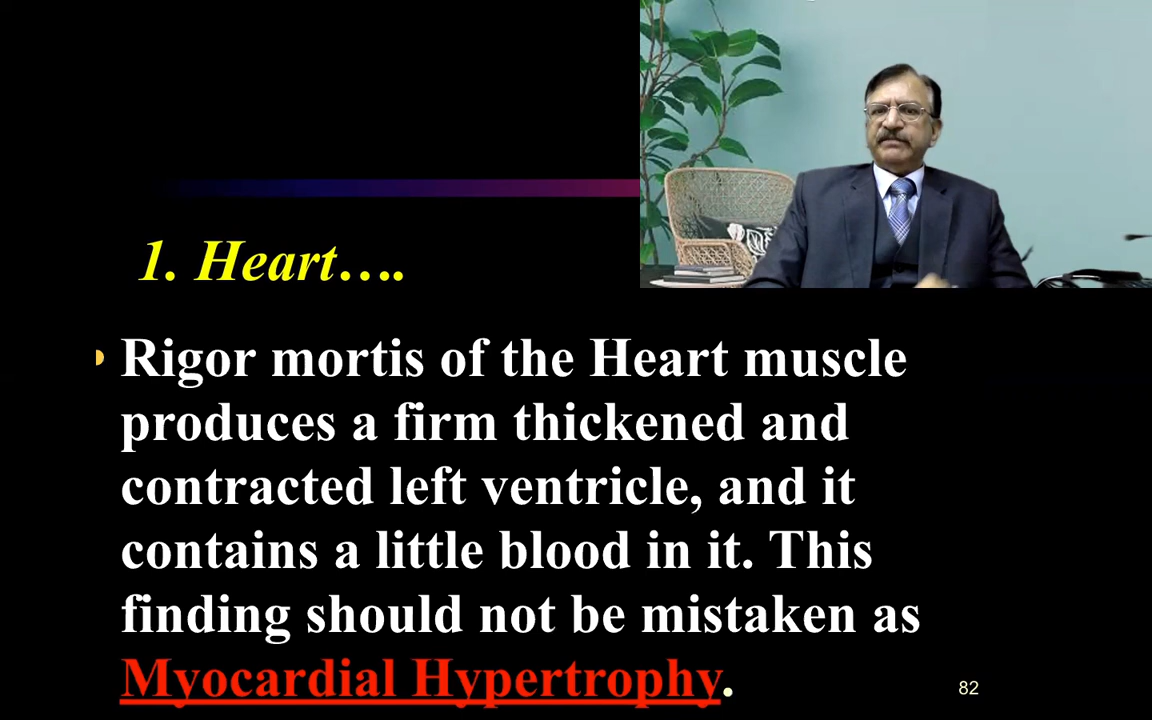 1. Heart….
Rigor mortis of the Heart muscle
produces a firm thickened and
contracted left ventricle, and it
contains a little blood in it. This
finding should not be mistaken as
Myocardial Hypertrophy.
82